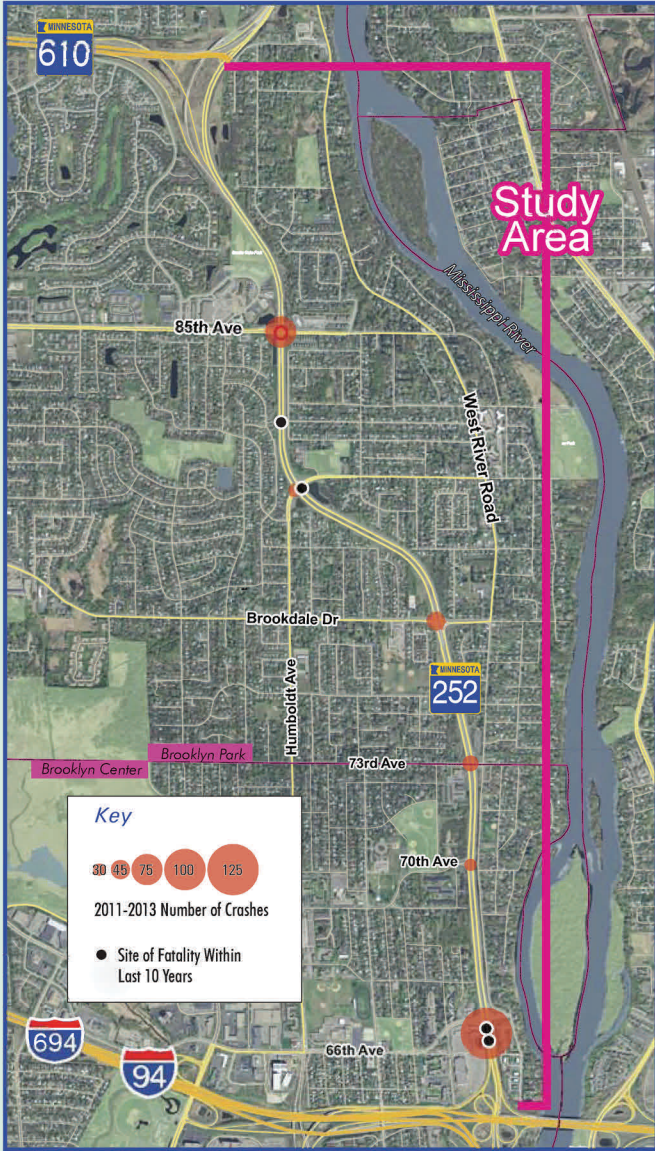 MINNESOTA
610
Study
Area
Mississippi River
85th Ave
West River Road
Brookdale Dr
MINNESOTA
252
Humboldt Ave
Brooklyn Park
Brooklyn Center
73rd Ave
Key
30 45 75 100 125
2011-2013 Number of Crashes
Site of Fatality Within
Last 10 Years
70th Ave
66th Ave
694
94